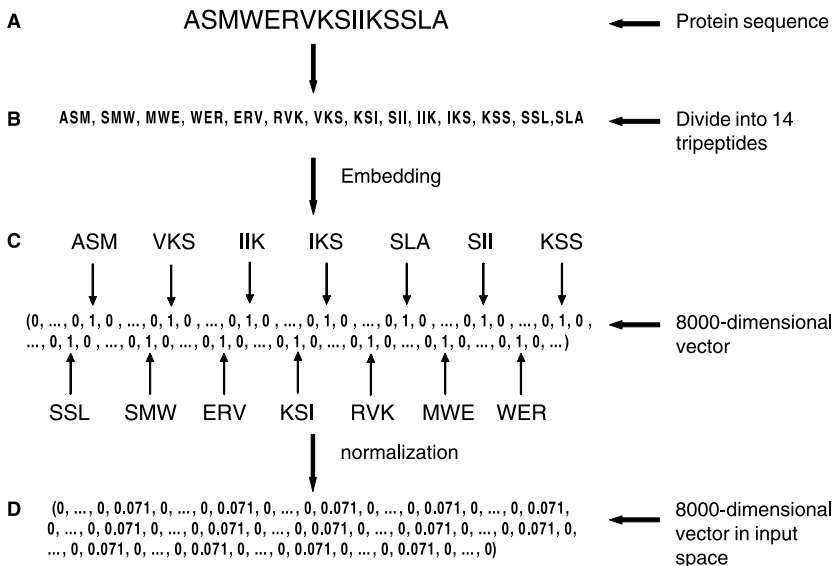 A ASMWERVKSIIKSSLA Protein sequence
B ASM, SMW, MWE, WER, ERV, RVK, VKS, KSI, SII, IIK, IKS, KSS, SSL,SLA Divide into 14
tripeptides
Embedding
C ASM VKS IIK IKS SLA SII KSS
(0, ... , 0, 1, 0 , ... , 0, 1, 0 , ... , 0, 1, 0 , ..., 0, 1, 0 , ..., 0, 1, 0 , ..., 0, 1, 0 , ..., 0, 1, 0 ,
..., 0, 1, 0 , ..., 0, 1, 0, ..., 0, 1, 0, ..., 0, 1, 0, ..., 0, 1, 0, ..., 0, 1, 0, ..., 0, 1, 0, ...)
8000-dimensional
vector
SSL SMW ERV KSI RVK MWE WER
normalization
D (0, ..., 0, 0.071, 0, ..., 0, 0.071, 0, ..., 0, 0.071, 0, ..., 0, 0.071, 0, ..., 0, 0.071,
0, ..., 0, 0.071, 0, ..., 0, 0.071, 0, ..., 0, 0.071, 0, ..., 0, 0.071, 0, ..., 0, 0.071, 0,
..., 0, 0.071, 0, ..., 0, 0.071, 0, ..., 0, 0.071, 0, ..., 0, 0.071, 0, ..., 0)
8000-dimensional
vector in input
space